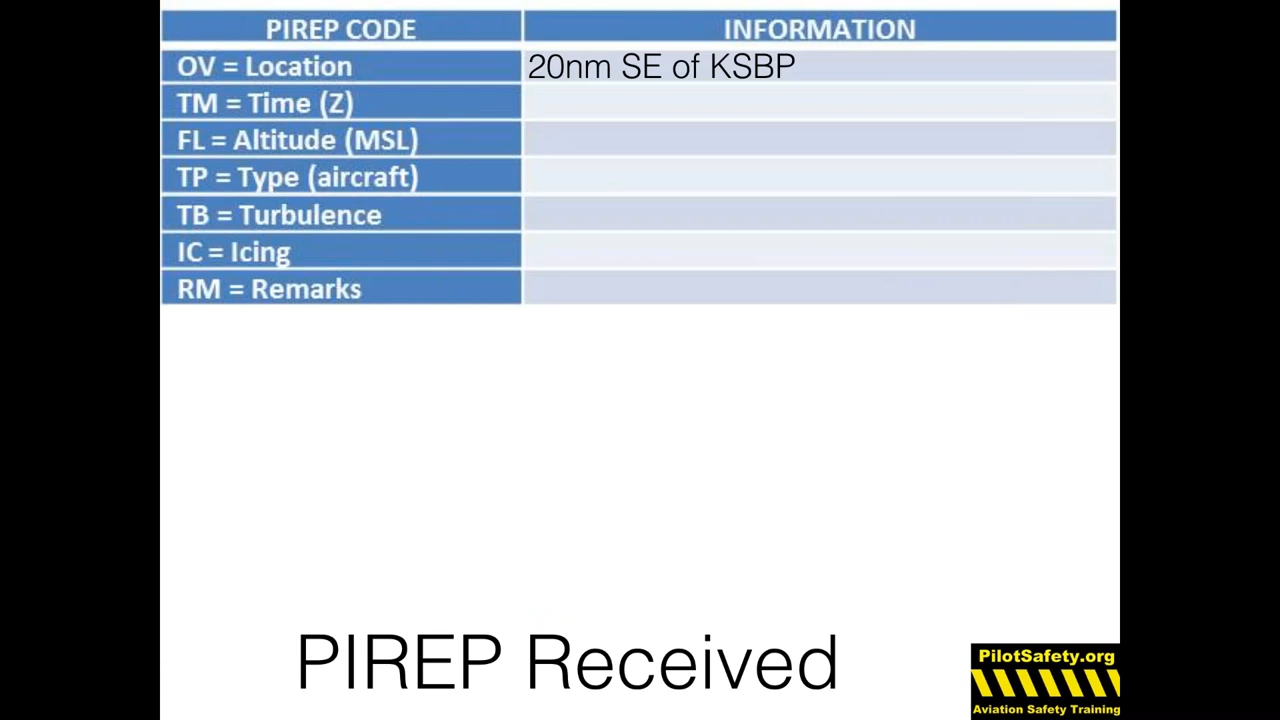 PIREP CODE INFORMATION
OV = Location 20nm SE of KSBP
TM = Time (Z)
FL = Altitude (MSL)
TP = Type (aircraft)
TB = Turbulence
IC = Icing
RM = Remarks
PIREP Received
PilotSafety.org
Aviation Safety Training